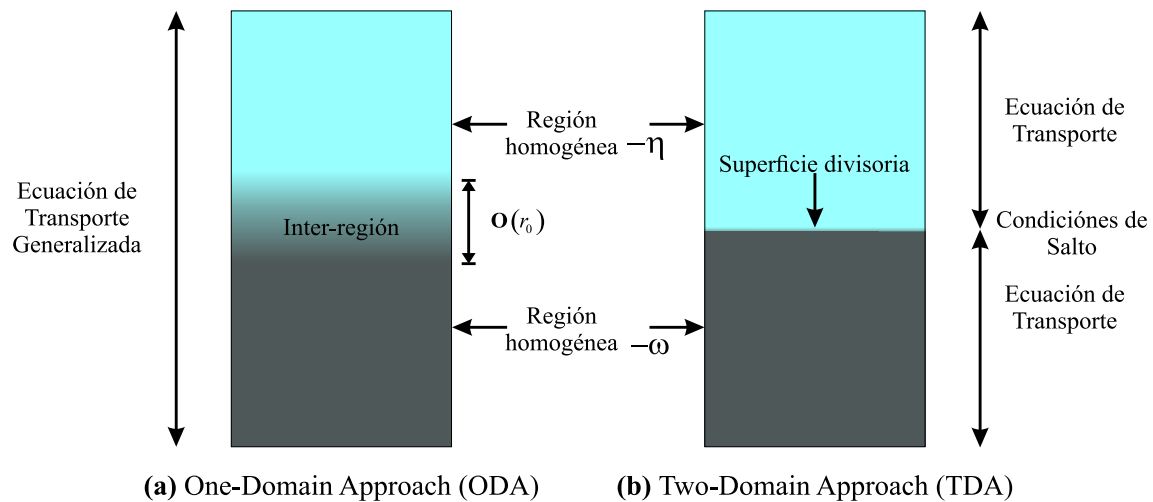 Ecuación de
Transporte
Generalizada
Inter-región
O(r₀)
Región
homogénea −η
Región
homogénea −ω
Superficie divisoria
Ecuación de
Transporte
Condiciónes de
Salto
Ecuación de
Transporte
(a) One-Domain Approach (ODA)
(b) Two-Domain Approach (TDA)